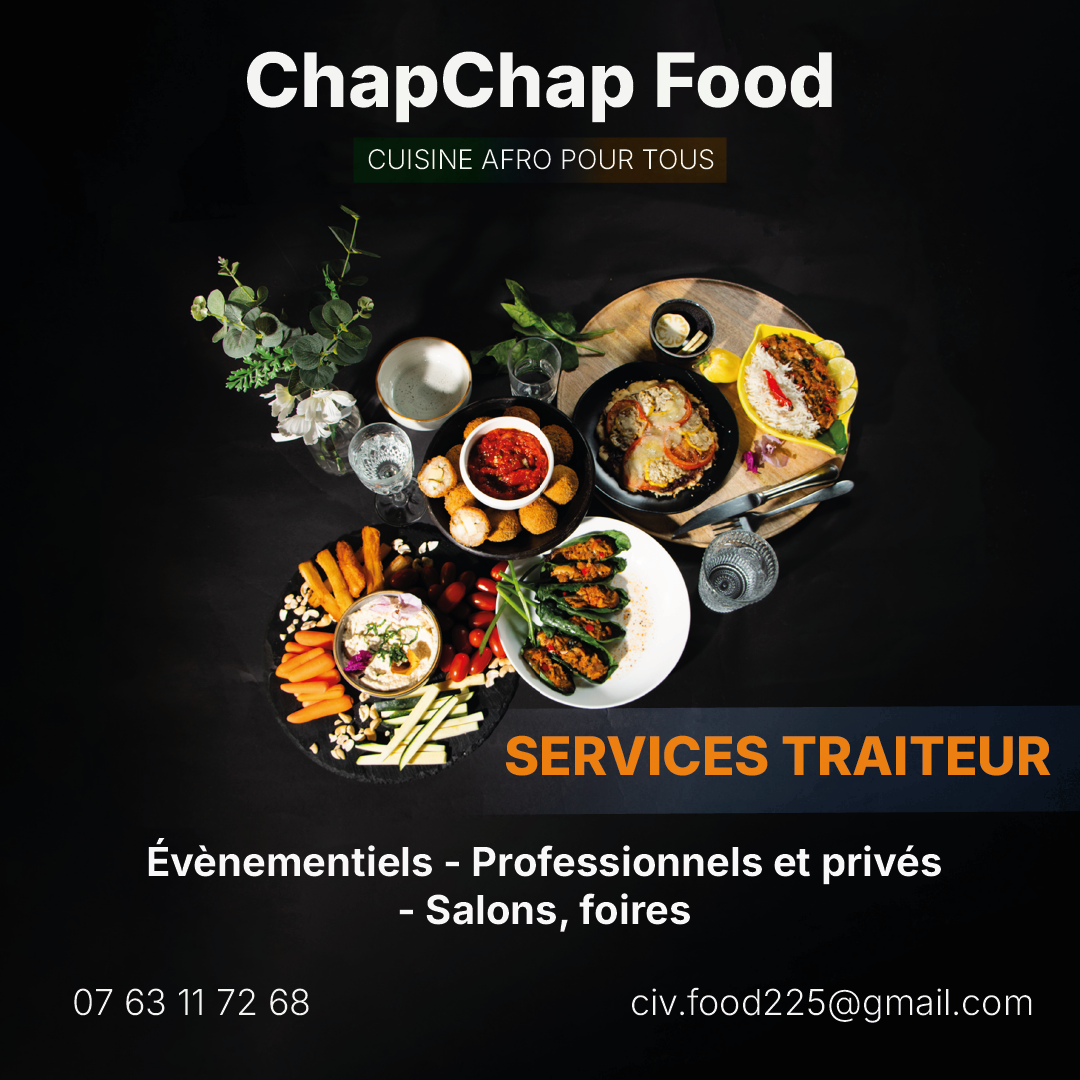 ChapChap Food
CUISINE AFRO POUR TOUS
SERVICES TRAITEUR
Évènementiels - Professionnels et privés
- Salons, foires
07 63 11 72 68
civ.food225@gmail.com